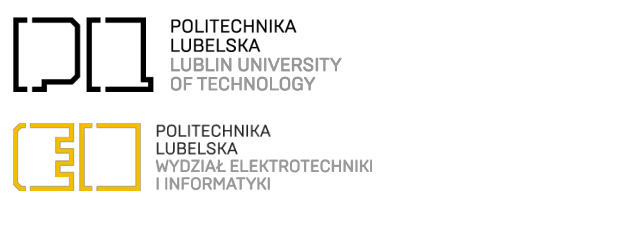 POLITECHNIKA
LUBELSKA
LUBLIN UNIVERSITY
OF TECHNOLOGY
POLITECHNIKA
LUBELSKA
WYDZIAŁ ELEKTROTECHNIKI
I INFORMATYKI